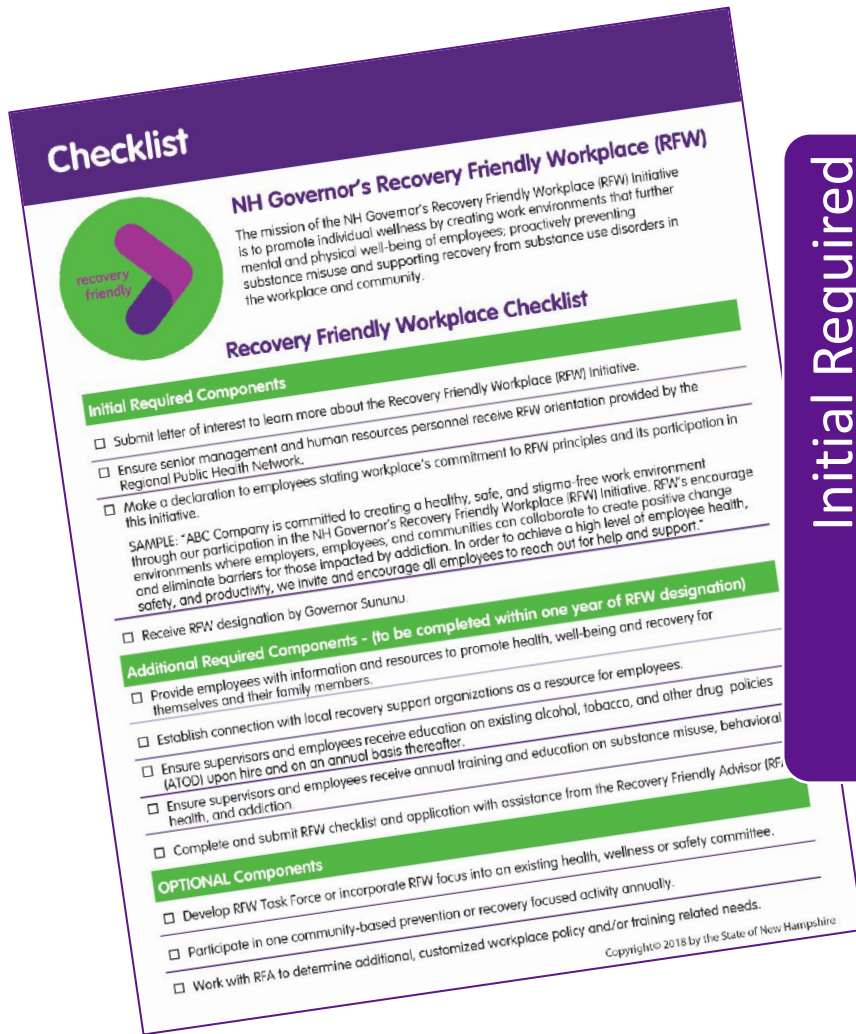 Checklist
NH Governor's Recovery Friendly Workplace (RFW)
The mission of the NH Governor's Recovery Friendly Workplace (RFW) Initiative
is to promote individual wellness by creating work environments that further
mental and physical well-being of employees; proactively preventing
substance misuse and supporting recovery from substance use disorders in
the workplace and community.
recovery
friendly
Recovery Friendly Workplace Checklist
Initial Required Components
☐ Submit letter of interest to learn more about the Recovery Friendly Workplace (RFW) Initiative.
☐ Ensure senior management and human resources personnel receive RFW orientation provided by the
Regional Public Health Network.
☐ Make a declaration to employees stating workplace's commitment to RFW principles and its participation in
this initiative.
SAMPLE: "ABC Company is committed to creating a healthy, safe, and stigma-free work environment
through our participation in the NH Governor's Recovery Friendly Workplace (RFW) Initiative. RFW's encourage
environments where employers, employees, and communities can collaborate to create positive change
and eliminate barriers for those impacted by addiction. In order to achieve a high level of employee health,
safety, and productivity, we invite and encourage all employees to reach out for help and support."
☐ Receive RFW designation by Governor Sununu.
Additional Required Components - (to be completed within one year of RFW designation)
☐ Provide employees with information and resources to promote health, well-being and recovery for
themselves and their family members.
☐ Establish connection with local recovery support organizations as a resource for employees.
☐ Ensure supervisors and employees receive education on existing alcohol, tobacco, and other drug policies
(ATOD) upon hire and on an annual basis thereafter.
☐ Ensure supervisors and employees receive annual training and education on substance misuse, behavioral
health, and addiction.
☐ Complete and submit RFW checklist and application with assistance from the Recovery Friendly Advisor
OPTIONAL Components
☐ Develop RFW Task Force or incorporate RFW focus into an existing health, wellness or safety committee.
☐ Participate in one community-based prevention or recovery focused activity annually.
☐ Work with RFA to determine additional, customized workplace policy and/or training related needs.
Copyright© 2018 by the State of New Hampshire
Initial Required